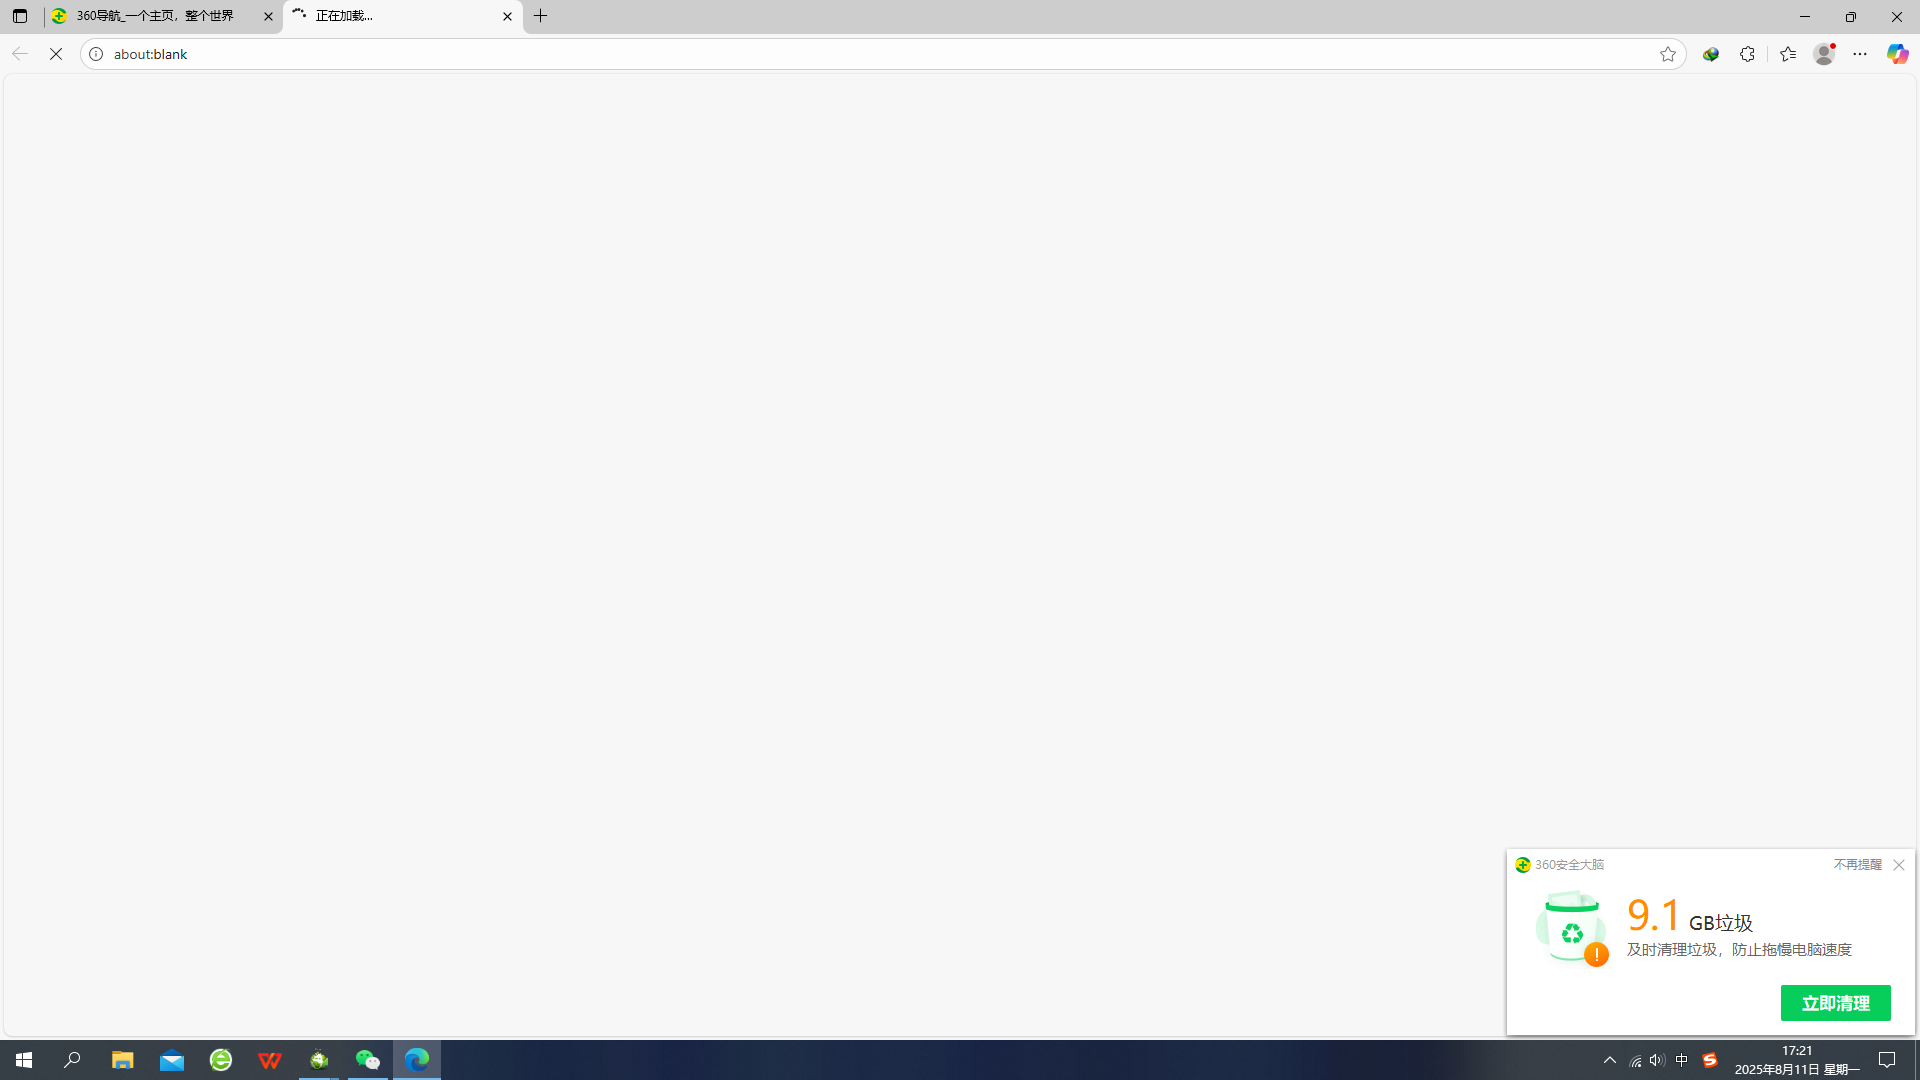 360导航_一个主页，整个世界
正在加载...
about:blank
360安全大脑
不再提醒
9.1 GB垃圾
及时清理垃圾，防止拖慢电脑速度
立即清理
中
17:21
2025年8月11日 星期一